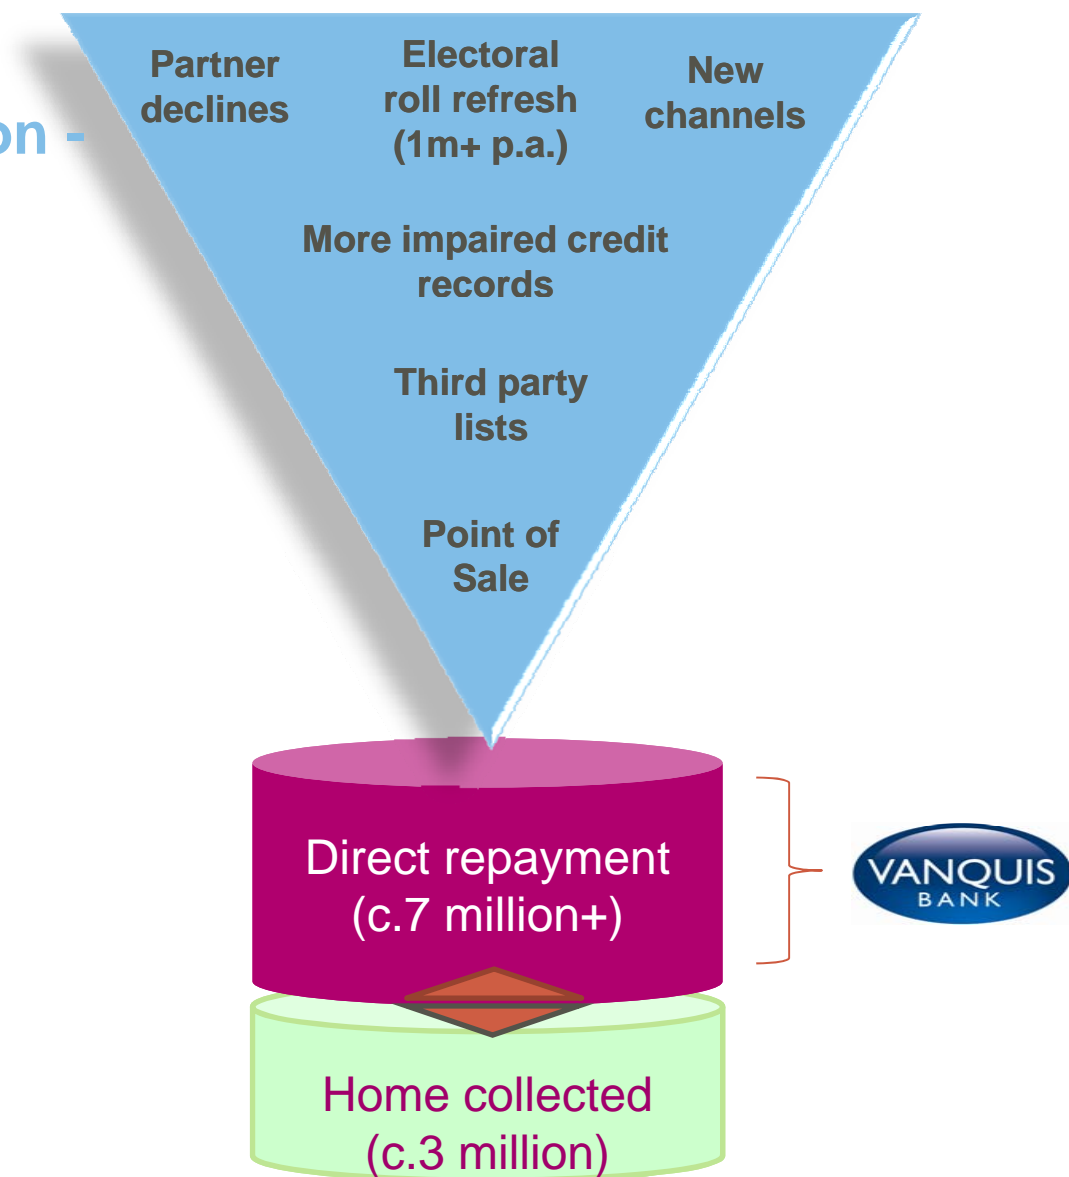 on -
Partner
declines
Electoral
roll refresh
(1m+ p.a.)
New
channels
More impaired credit
records
Third party
lists
Point of
Sale
Direct repayment
(c.7 million+)
VANQUIS
BANK
Home collected
(c.3 million)